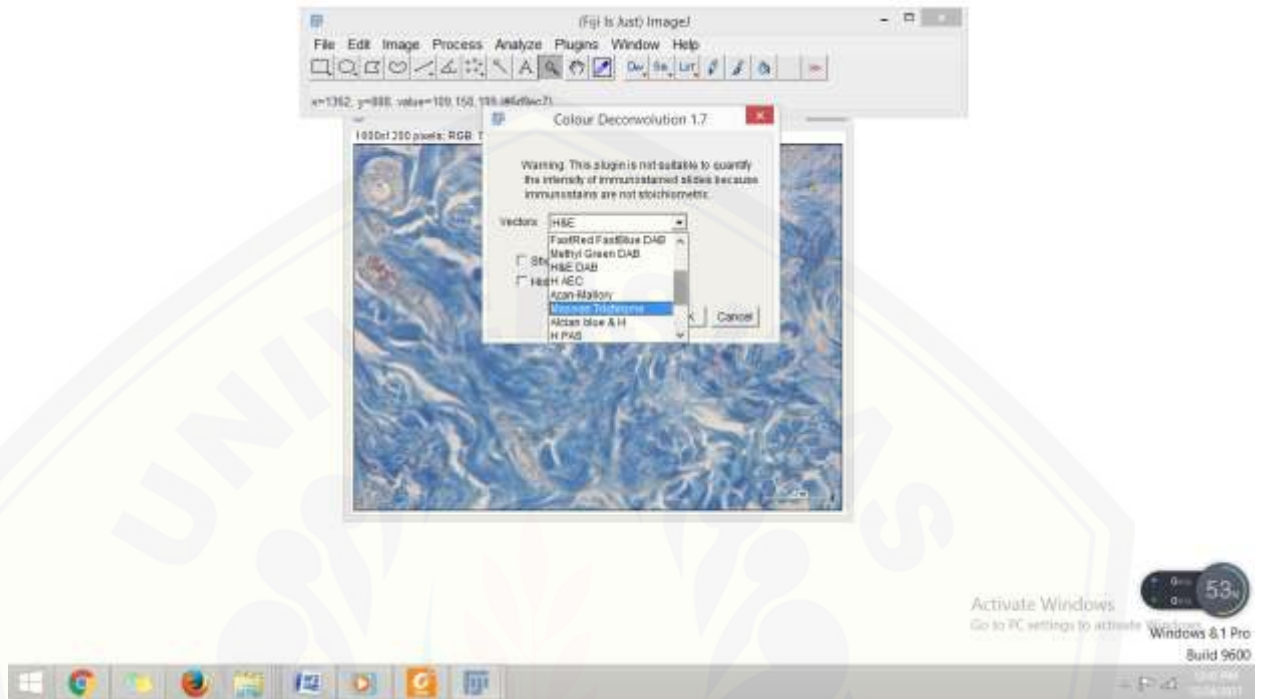 (Fiji Is Just) ImageJ
File Edit Image Process Analyze Plugins Window Help
Colour Deconvolution 1.7
Warning: This plugin is not suitable to quantify
the intensity of immunostained slides because
immunostains are not stoichiometric.
Vectors H&E
FastRed FastBlue DAB
Methyl Green DAB
H&E DAB
H AEC
Azan-Mallory
Masson Trichrome
Alcian blue & H
H PAS
Cancel
UNIVERSITAS
Activate Windows
Go to PC settings to activate Windows.
53%
Windows 8.1 Pro
Build 9600